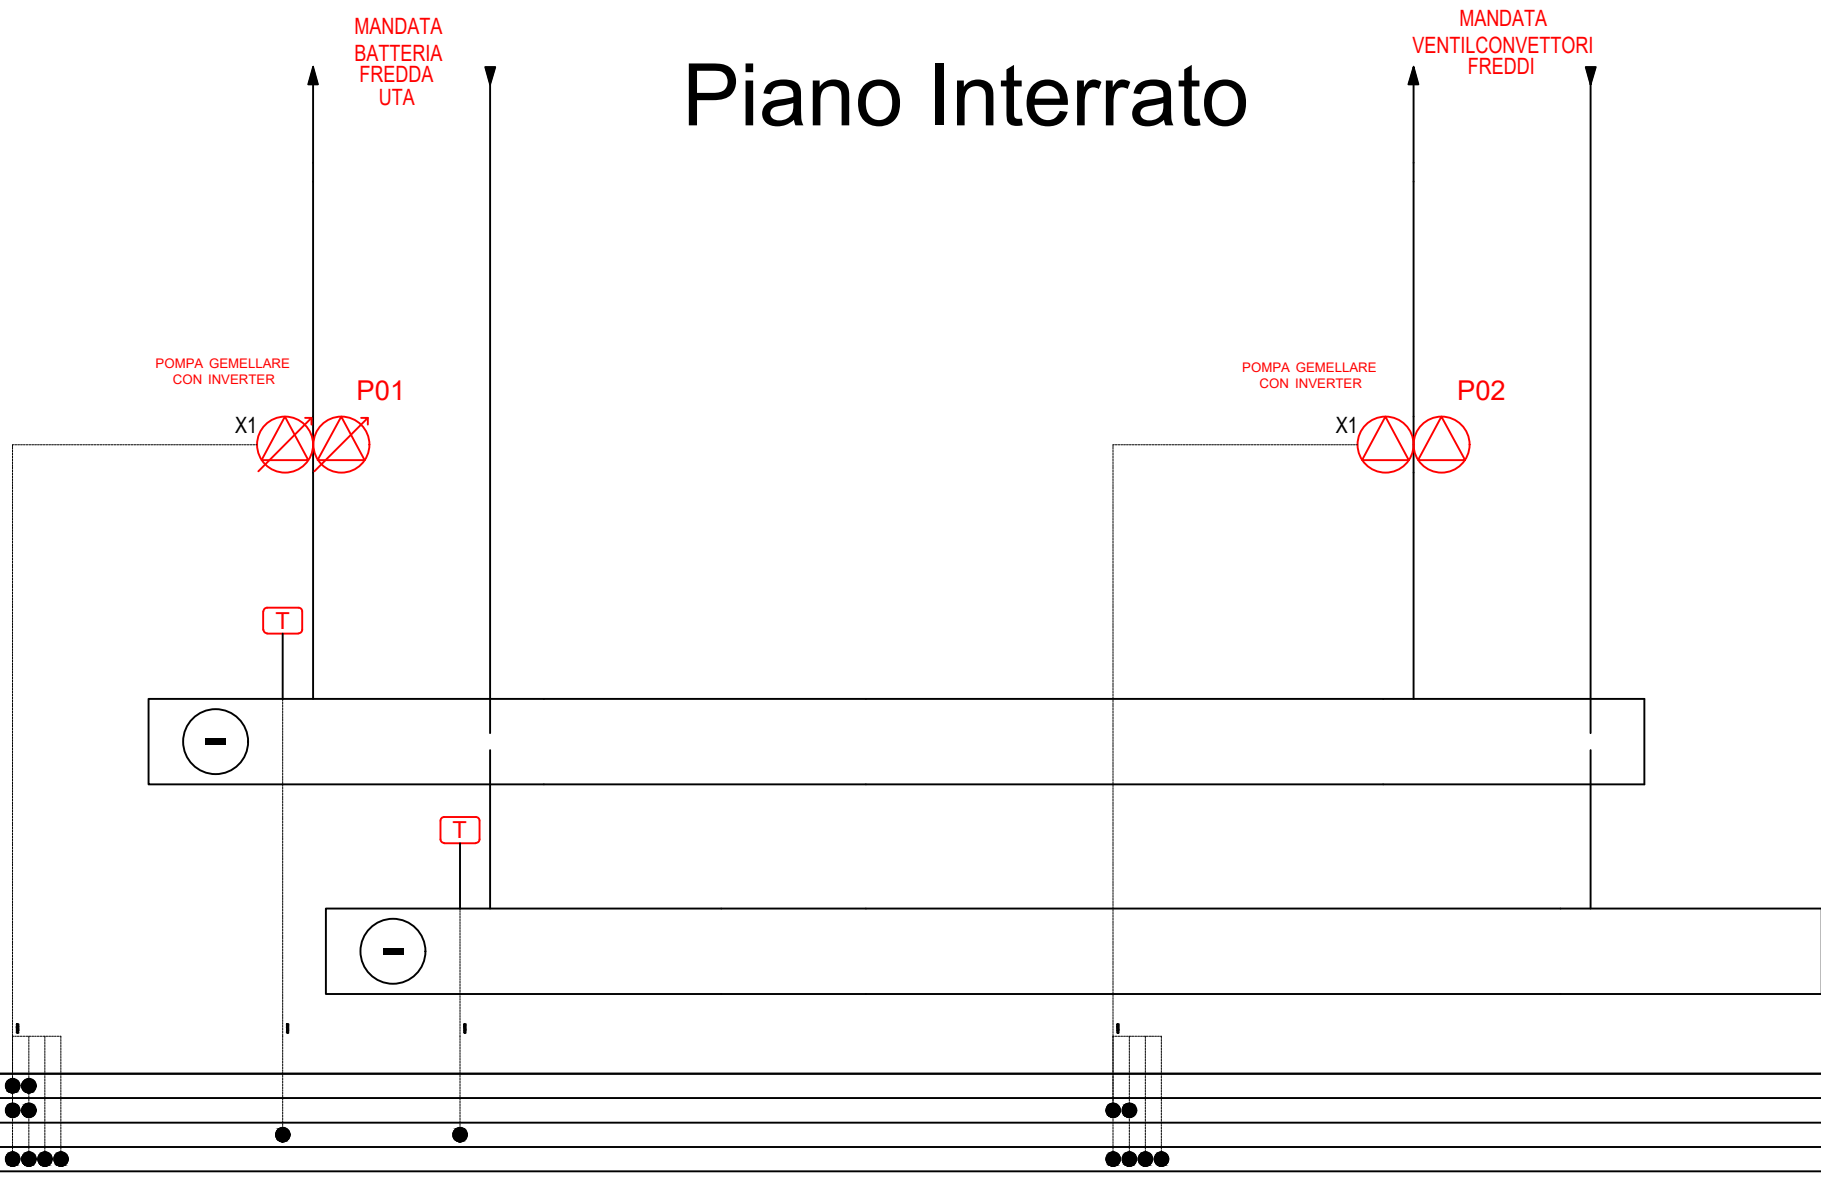 MANDATA
BATTERIA
FREDDA
UTA
Piano Interrato
MANDATA
VENTILCONVETTORI
FREDDI
POMPA GEMELLARE
CON INVERTER
P01
X1
POMPA GEMELLARE
CON INVERTER
P02
X1
T
-
T
-